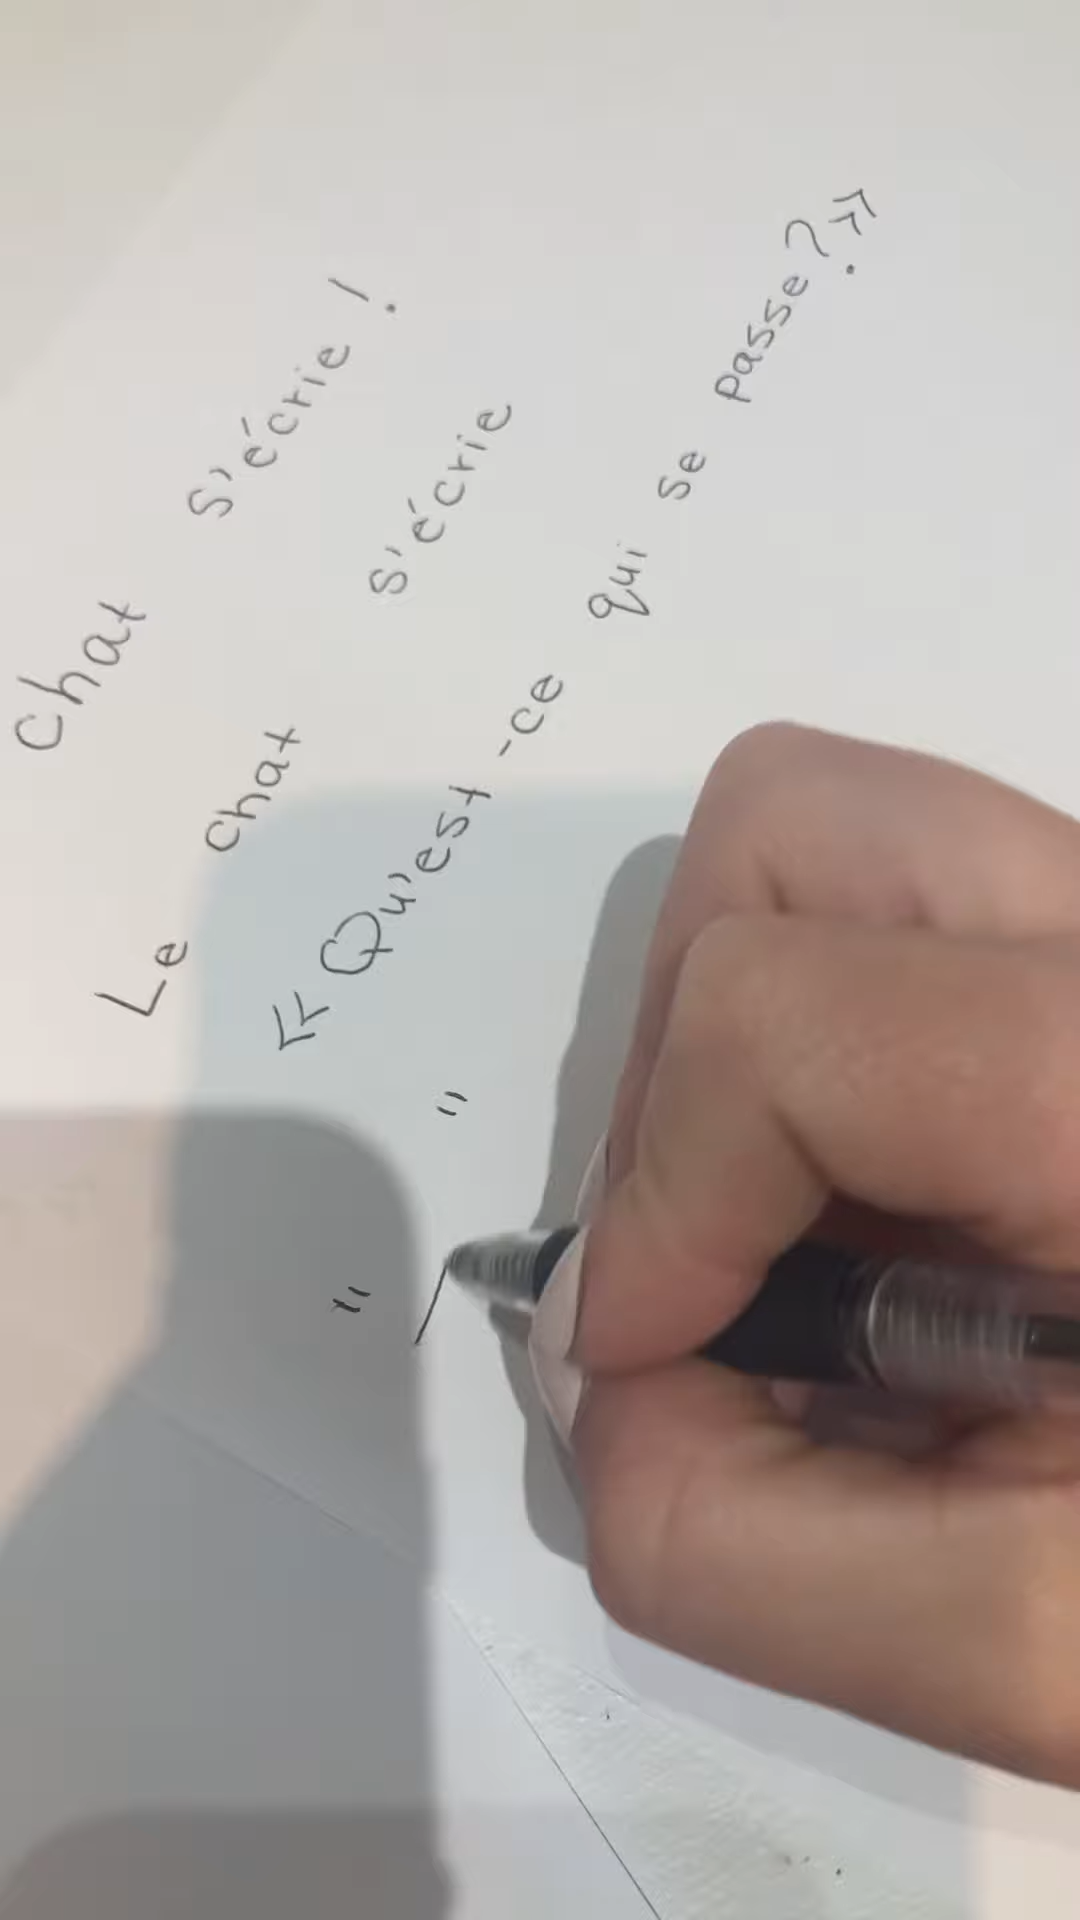 Chat s'écrie !
Le chat s'écrie
« Qu'est-ce qui se passe ? »
" "